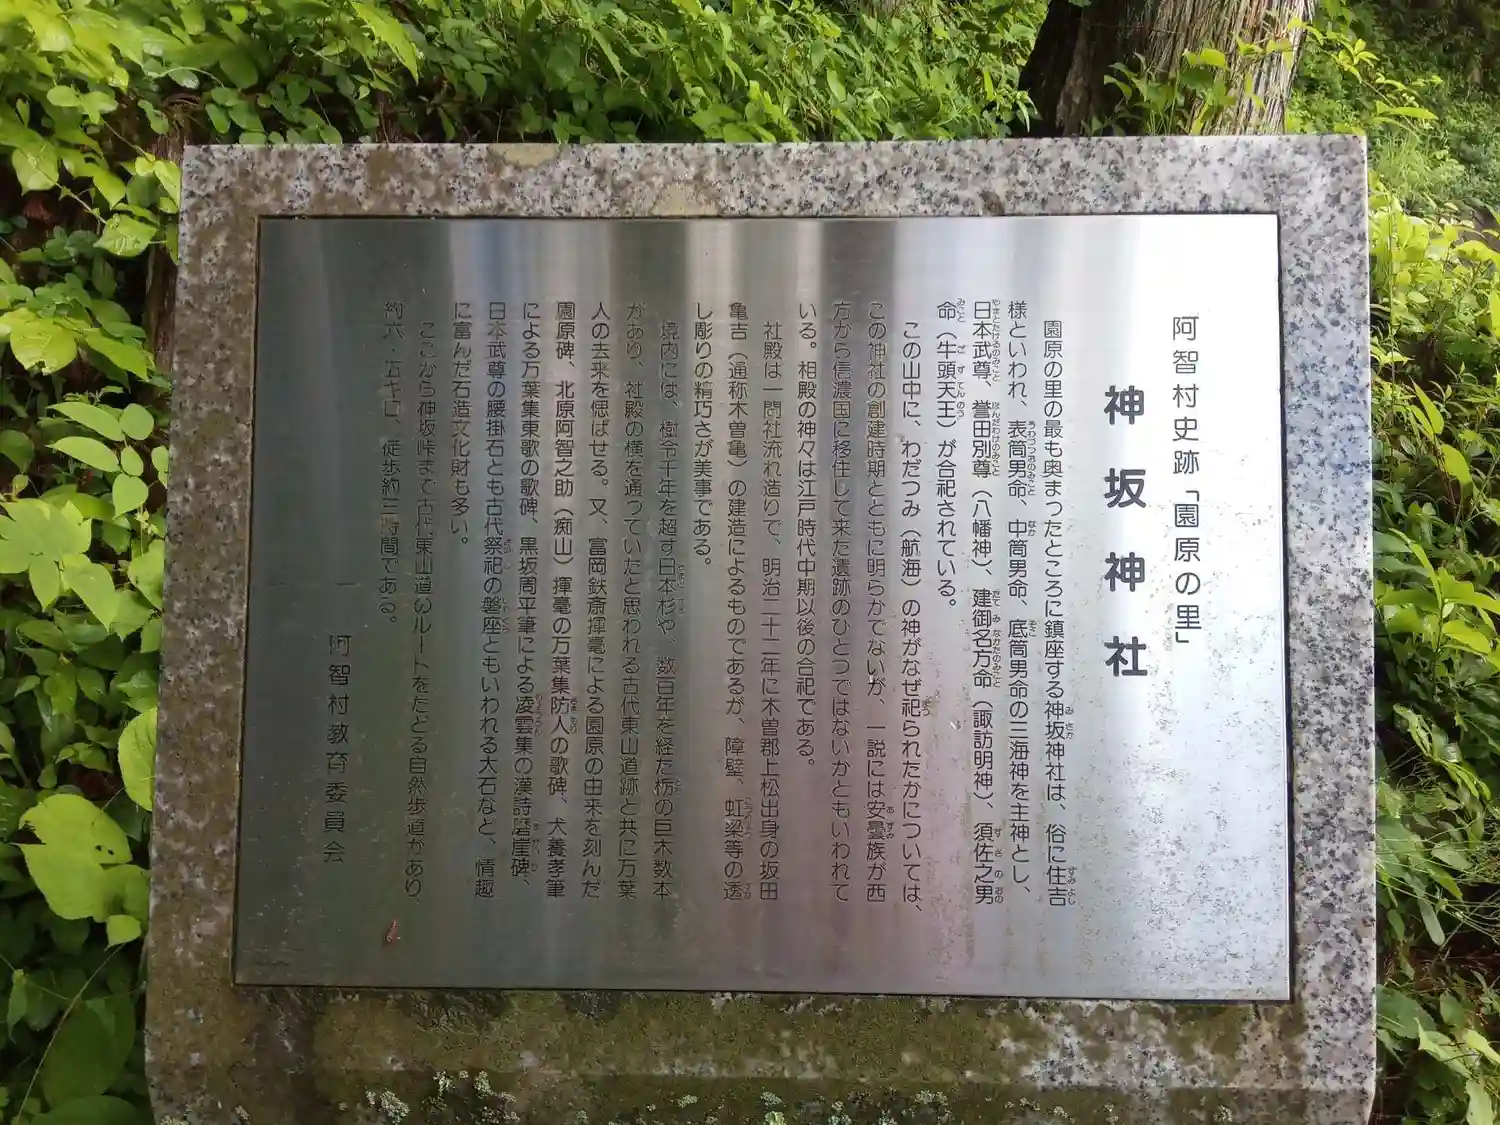 阿智村史跡「園原の里」
神坂神社
園原の里の最も奥まったところに鎮座する神坂神社は、俗に住吉
様といわれ、表筒男命、中筒男命、底筒男命の三海神を主神とし、
日本武尊、誉田別尊（八幡神）、建御名方命（諏訪明神）、須佐之男
命（牛頭天王）が合祀されている。
この山中に、わだつみ（航海）の神がなぜ祀られたかについては、
この神社の創建時期とともに明らかでないが、一説には安曇族が西
方から信濃国に移住して来た遺跡のひとつではないかともいわれて
いる。相殿の神々は江戸時代中期以後の合祀である。
社殿は一間社流れ造りで、明治二十二年に木曽郡上松出身の坂田
亀吉（通称木曽亀）の建造によるものであるが、障壁、虹梁等の透
し彫りの精巧さが美事である。
境内には、樹令千年を超す日本杉や、数百年を経た栃の巨木数本
があり、社殿の横を通っていたと思われる古代東山道跡と共に万葉
人の去来を偲ばせる。又、富岡鉄斎揮毫による園原の由来を刻んだ
園原碑、北原阿智之助（痴山）揮毫の万葉集防人の歌碑、犬養孝筆
による万葉集東歌の歌碑、黒坂周平筆による凌雲集の漢詩磨崖碑、
日本武尊の腰掛石とも古代祭祀の磐座ともいわれる大石など、情趣
に富んだ石造文化財も多い。
ここから神坂峠まで古代東山道のルートをたどる自然歩道があり
約六・五キロ、徒歩約三時間である。
阿智村教育委員会